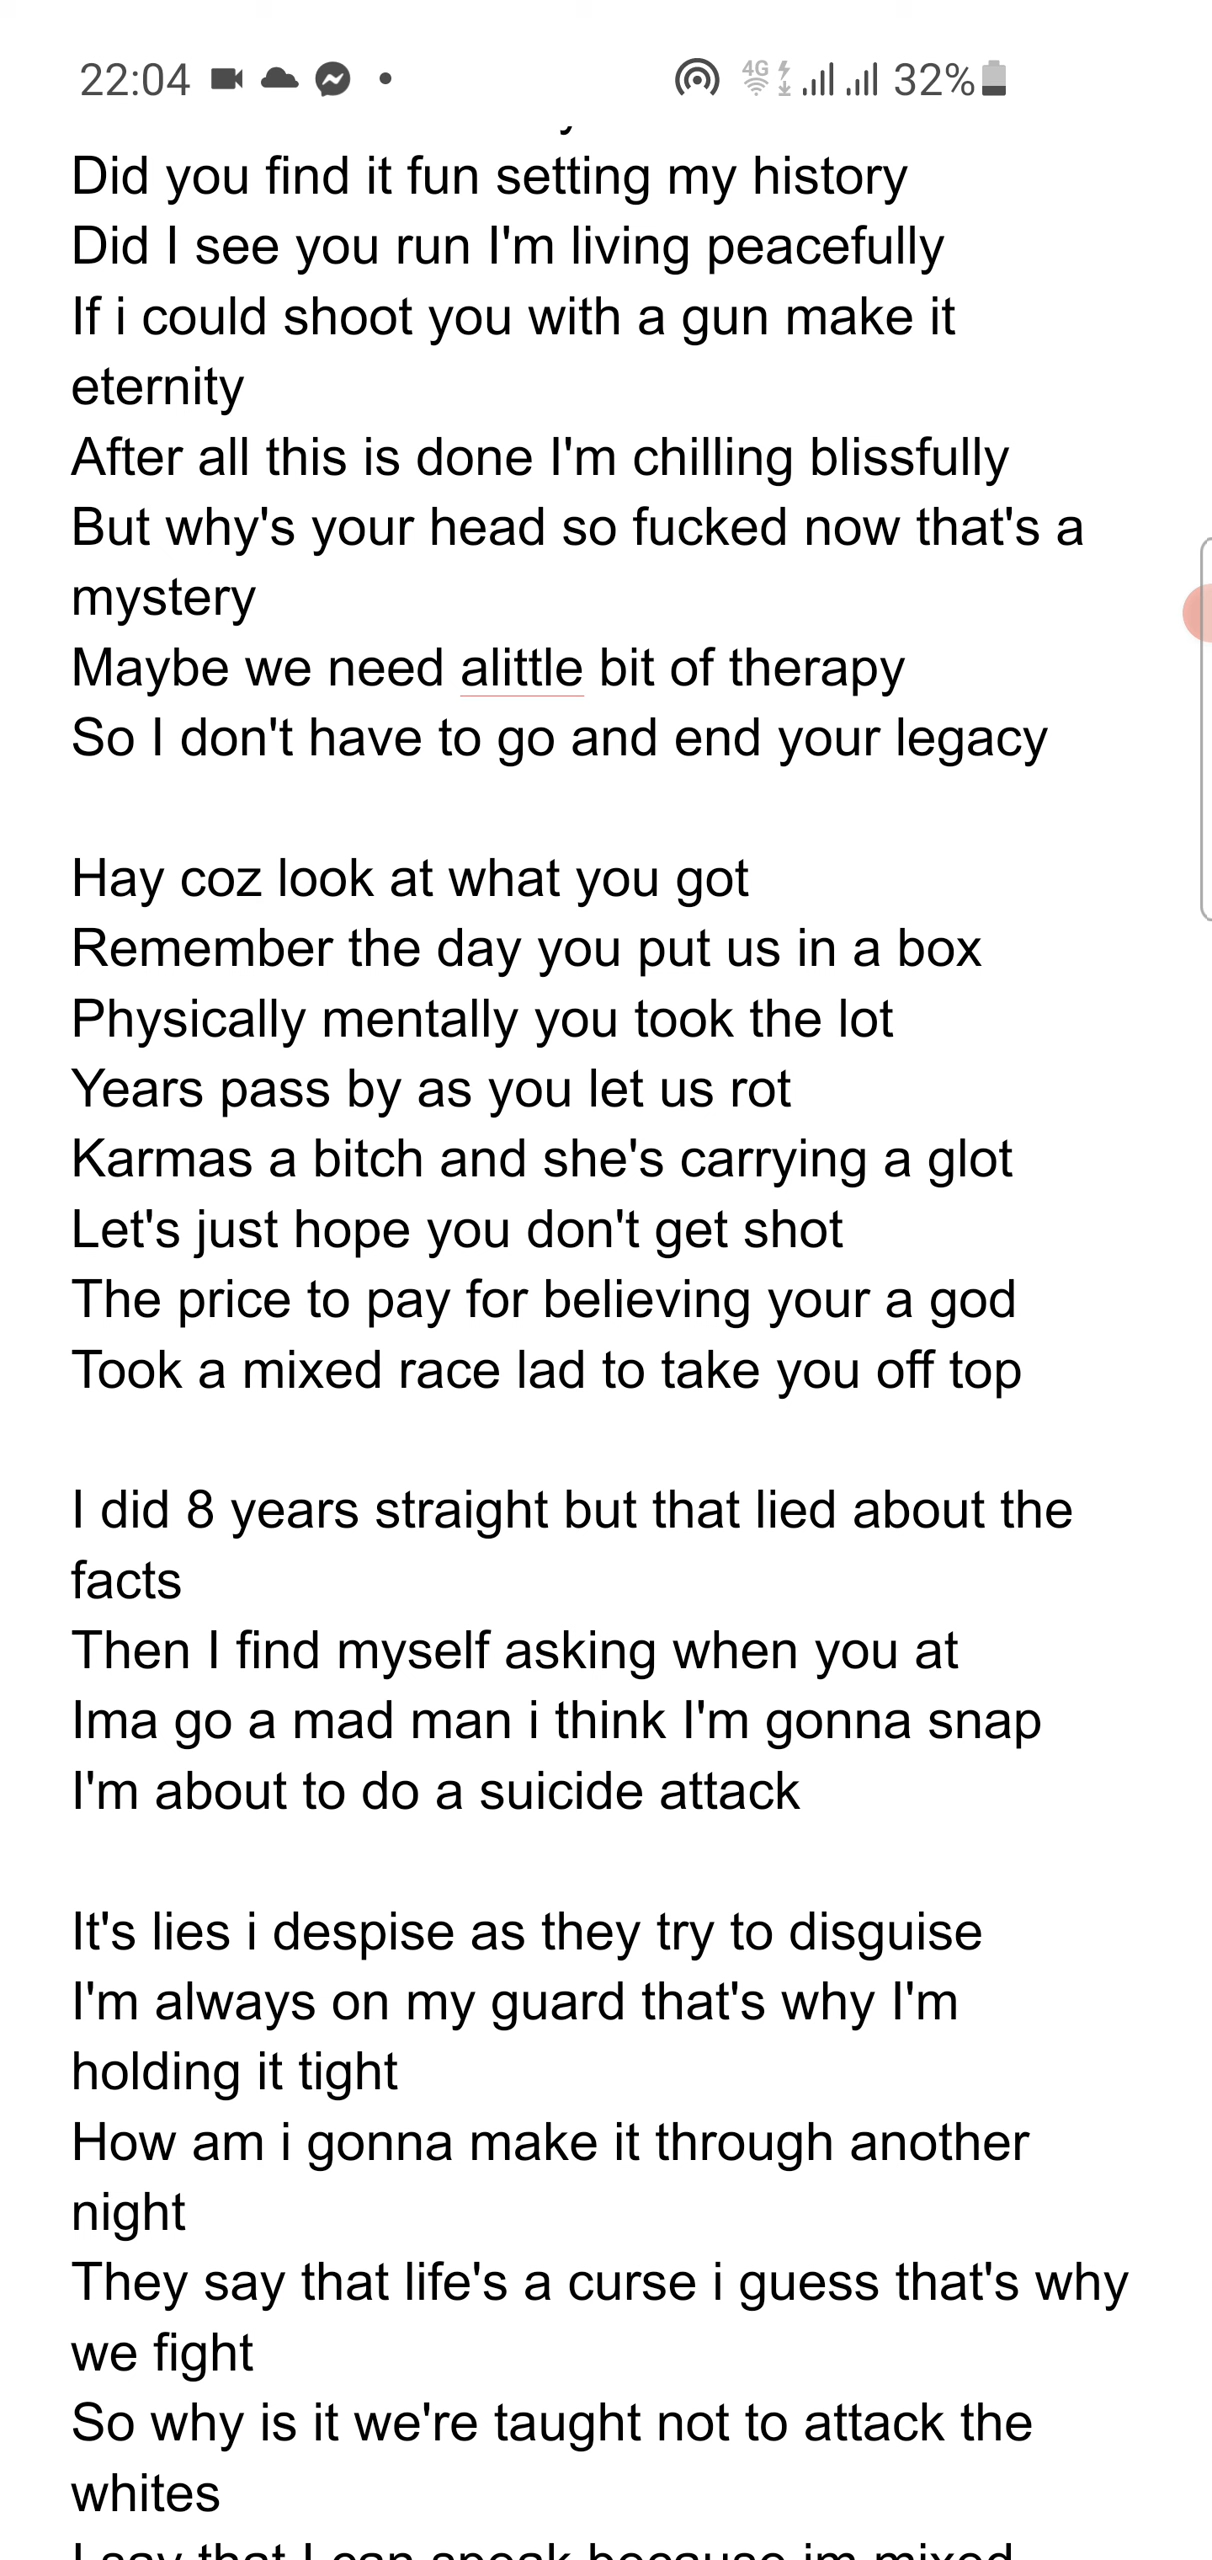 22:04 4G 32%
Did you find it fun setting my history
Did I see you run I'm living peacefully
If i could shoot you with a gun make it
eternity
After all this is done I'm chilling blissfully
But why's your head so fucked now that's a
mystery
Maybe we need alittle bit of therapy
So I don't have to go and end your legacy
Hay coz look at what you got
Remember the day you put us in a box
Physically mentally you took the lot
Years pass by as you let us rot
Karmas a bitch and she's carrying a glot
Let's just hope you don't get shot
The price to pay for believing your a god
Took a mixed race lad to take you off top
I did 8 years straight but that lied about the
facts
Then I find myself asking when you at
Ima go a mad man i think I'm gonna snap
I'm about to do a suicide attack
It's lies i despise as they try to disguise
I'm always on my guard that's why I'm
holding it tight
How am i gonna make it through another
night
They say that life's a curse i guess that's why
we fight
So why is it we're taught not to attack the
whites
I say that I can speak because im mixed